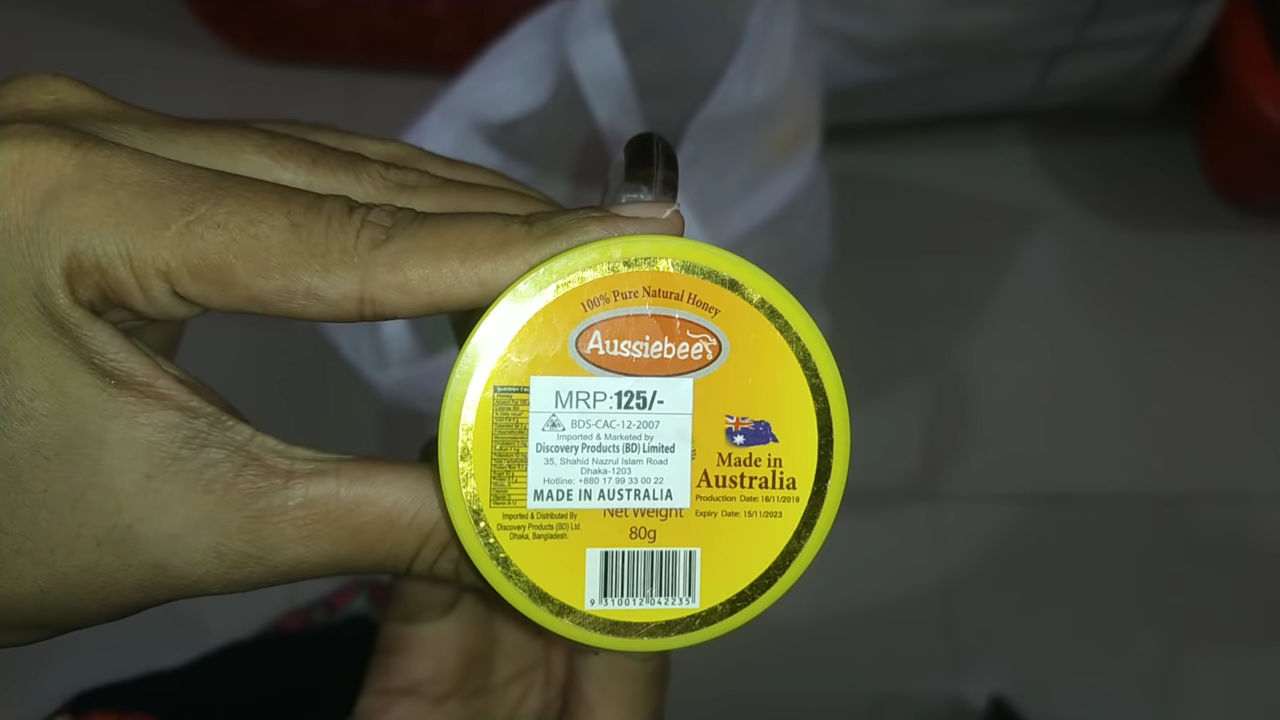 100% Pure Natural Honey
Aussiebee
MRP:125/-
BDS-CAC-12-2007
Imported & Marketed by
Discovery Products (BD) Limited
35, Shahid Nazrul Islam Road
Dhaka-1203
Hotline: +880 17 99 33 00 22
MADE IN AUSTRALIA
Made in
Australia
Production Date: 16/11/2019
Expiry Date: 15/11/2023
Imported & Distributed By
Discovery Products (BD) Ltd.
Dhaka, Bangladesh.
Net Weight
80g
9 310012 042235